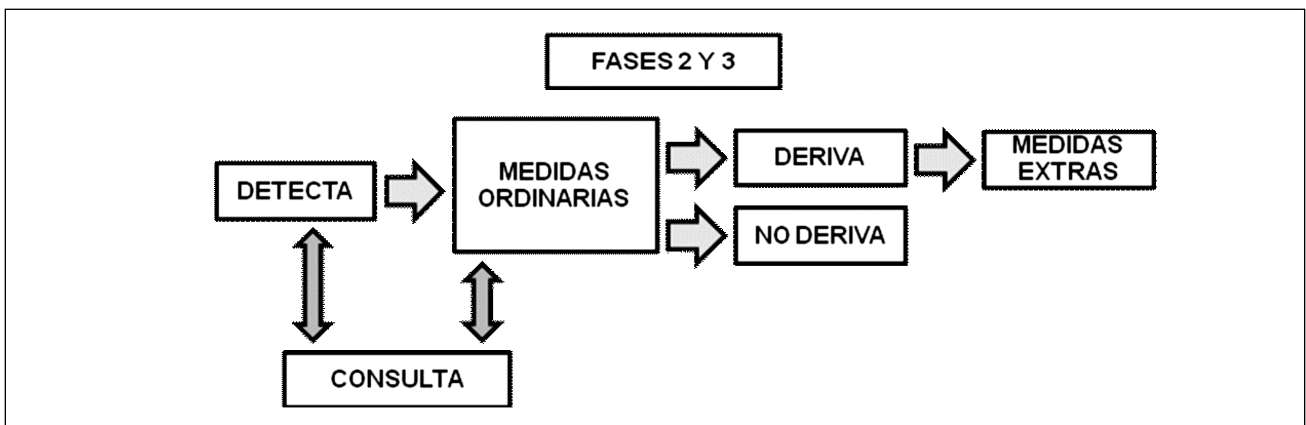 FASES 2 Y 3
DETECTA
MEDIDAS
ORDINARIAS
DERIVA
MEDIDAS
EXTRAS
NO DERIVA
CONSULTA